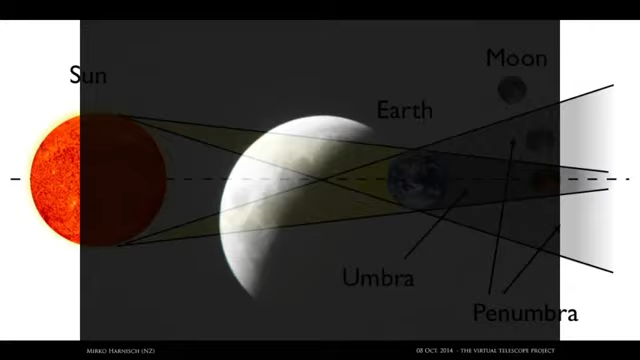 Sun
Moon
Earth
Umbra
Penumbra
Mirko Harnisch (NZ)
08 Oct. 2014 - The Virtual Telescope Project